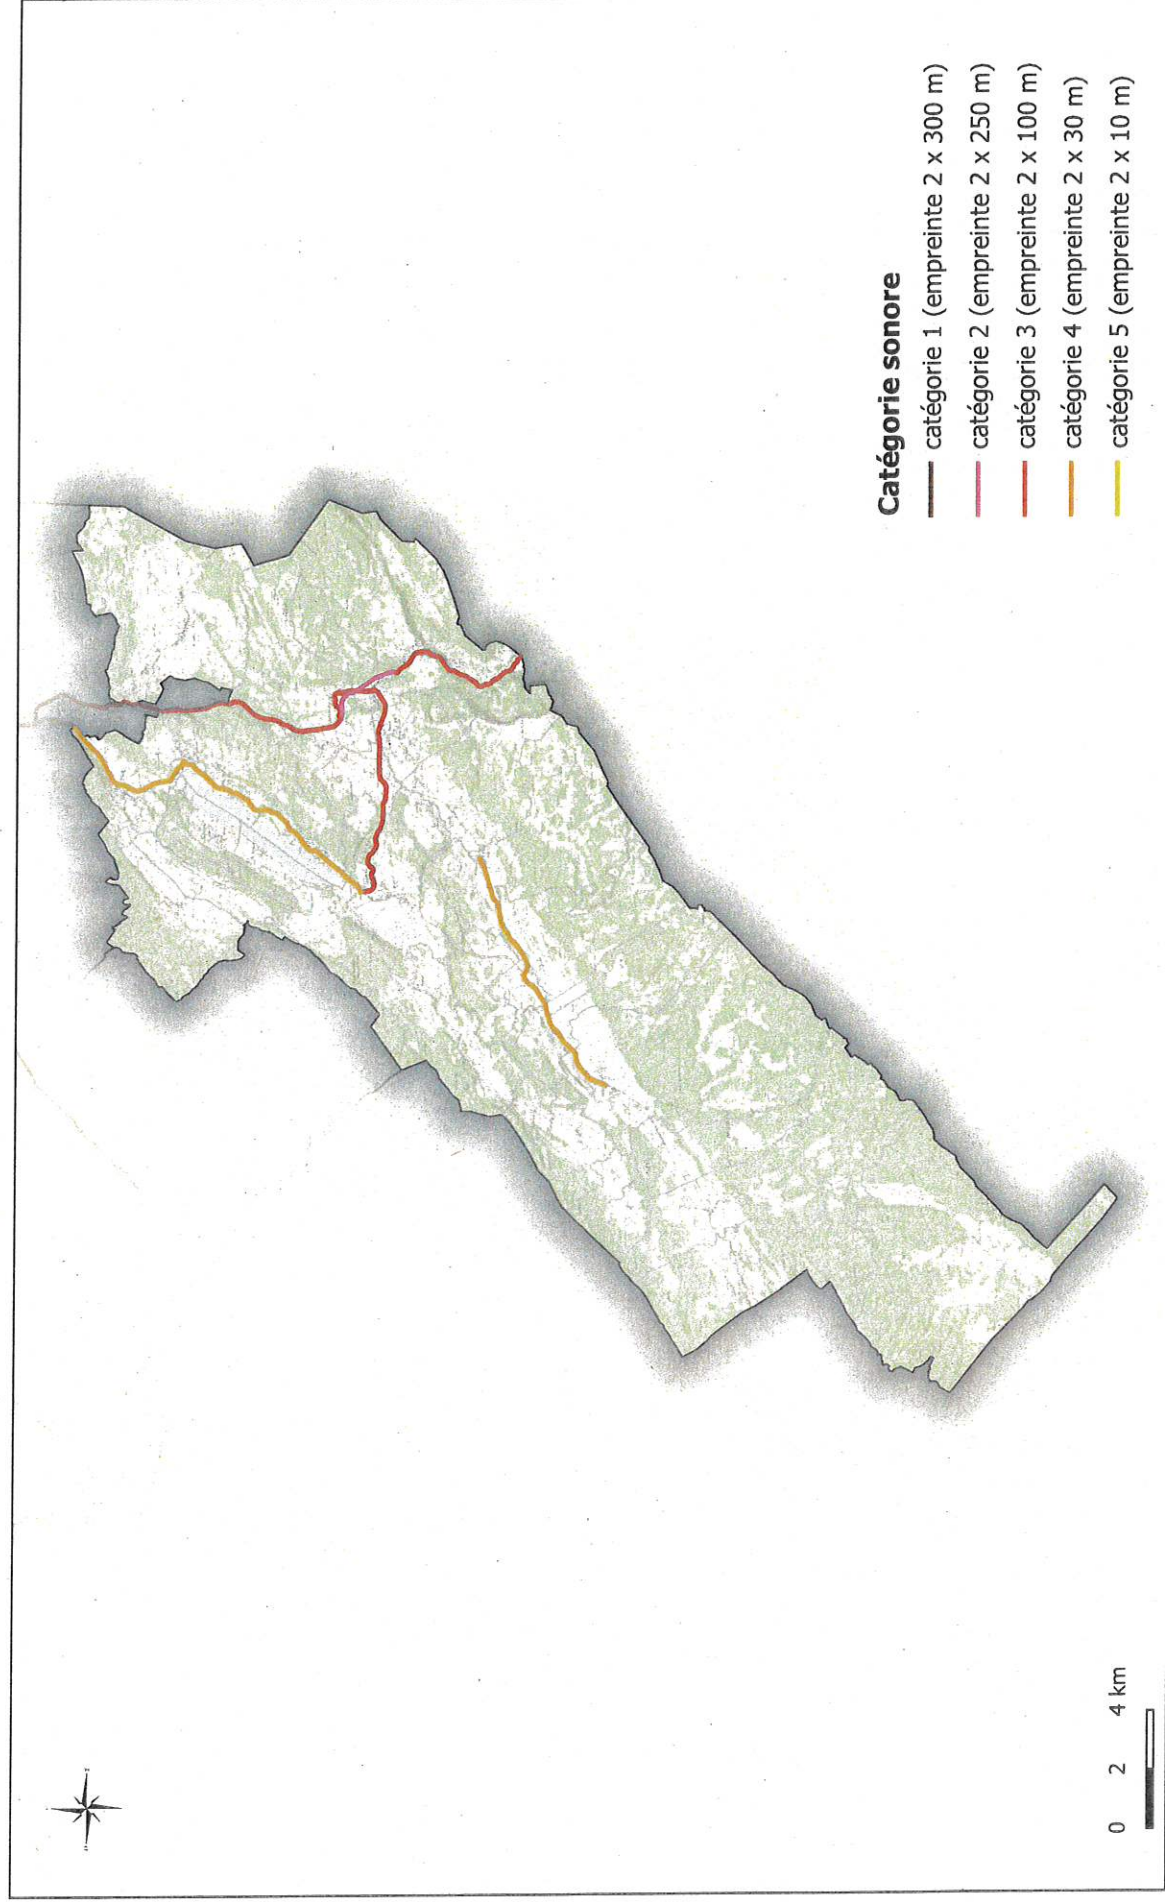 Catégorie sonore
catégorie 1 (empreinte 2 x 300 m)
catégorie 2 (empreinte 2 x 250 m)
catégorie 3 (empreinte 2 x 100 m)
catégorie 4 (empreinte 2 x 30 m)
catégorie 5 (empreinte 2 x 10 m)
0 2 4 km